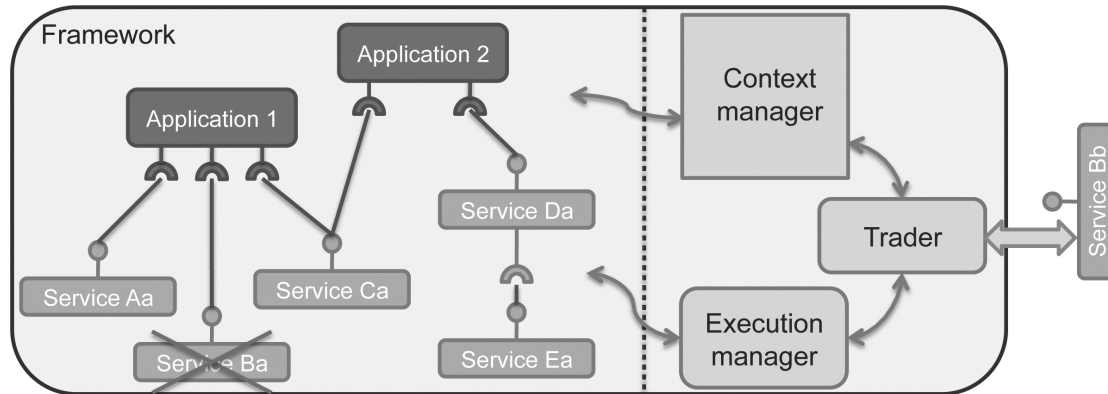 Framework
Application 2
Application 1
Context
manager
Service Bb
Service Da
Trader
Service Aa
Service Ca
Execution
manager
Service Ba
Service Ea